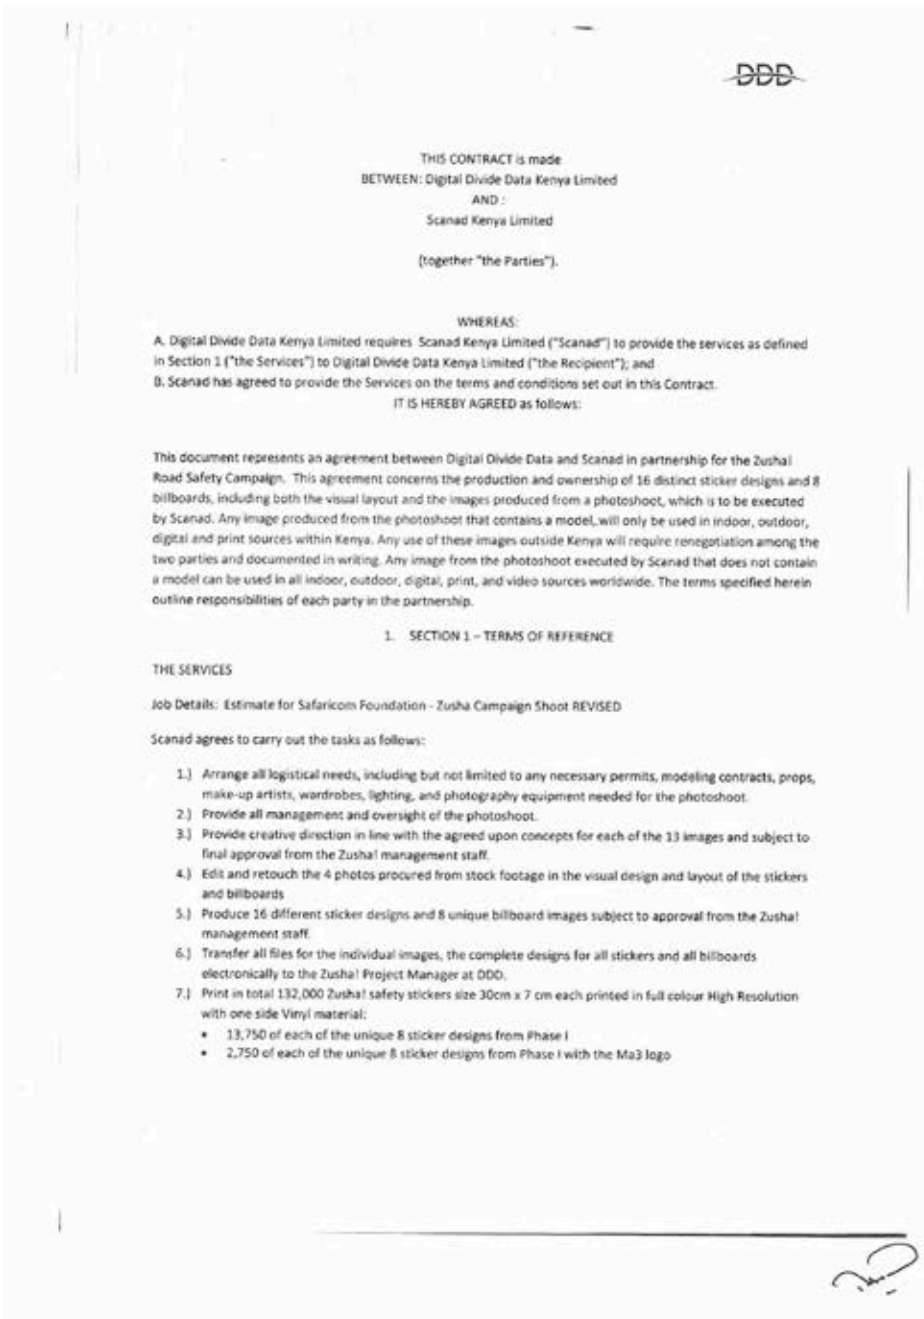 DDD
THIS CONTRACT is made
BETWEEN: Digital Divide Data Kenya Limited
AND :
Scanad Kenya Limited
(together "the Parties").
WHEREAS:
A. Digital Divide Data Kenya Limited requires Scanad Kenya Limited ("Scanad") to provide the services as defined
in Section 1 ("the Services") to Digital Divide Data Kenya Limited ("the Recipient"); and
B. Scanad has agreed to provide the Services on the terms and conditions set out in this Contract.
IT IS HEREBY AGREED as follows:
This document represents an agreement between Digital Divide Data and Scanad in partnership for the Zusha!
Road Safety Campaign. This agreement concerns the production and ownership of 16 distinct sticker designs and 8
billboards, including both the visual layout and the images produced from a photoshoot, which is to be executed
by Scanad. Any image produced from the photoshoot that contains a model, will only be used in indoor, outdoor,
digital and print sources within Kenya. Any use of these images outside Kenya will require renegotiation among the
two parties and documented in writing. Any image from the photoshoot executed by Scanad that does not contain
a model can be used in all indoor, outdoor, digital, print, and video sources worldwide. The terms specified herein
outline responsibilities of each party in the partnership.
1. SECTION 1 – TERMS OF REFERENCE
THE SERVICES
Job Details: Estimate for Safaricom Foundation - Zusha Campaign Shoot REVISED
Scanad agrees to carry out the tasks as follows:
1.) Arrange all logistical needs, including but not limited to any necessary permits, modeling contracts, props,
make-up artists, wardrobes, lighting, and photography equipment needed for the photoshoot.
2.) Provide all management and oversight of the photoshoot.
3.) Provide creative direction in line with the agreed upon concepts for each of the 13 images and subject to
final approval from the Zusha! management staff.
4.) Edit and retouch the 4 photos procured from stock footage in the visual design and layout of the stickers
and billboards
5.) Produce 16 different sticker designs and 8 unique billboard images subject to approval from the Zusha!
management staff.
6.) Transfer all files for the individual images, the complete designs for all stickers and all billboards
electronically to the Zusha! Project Manager at DDD.
7.) Print in total 132,000 Zusha! safety stickers size 30cm x 7 cm each printed in full colour High Resolution
with one side Vinyl material:
• 13,750 of each of the unique 8 sticker designs from Phase I
• 2,750 of each of the unique 8 sticker designs from Phase I with the Ma3 logo